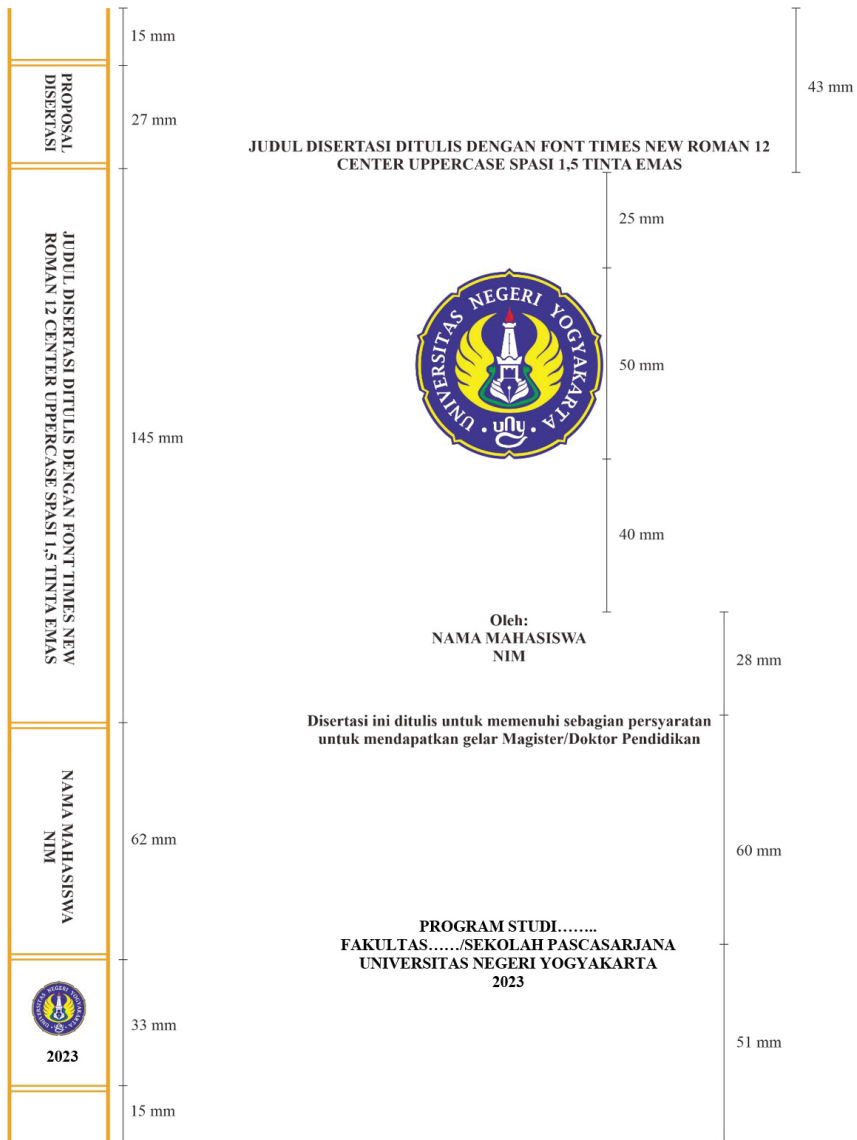 15 mm
PROPOSAL
DISERTASI
27 mm
JUDUL DISERTASI DITULIS DENGAN FONT TIMES NEW
ROMAN 12 CENTER UPPERCASE SPASI 1,5 TINTA EMAS
145 mm
NAMA MAHASISWA
NIM
62 mm
UNIVERSITAS NEGERI YOGYAKARTA
uny
2023
33 mm
15 mm
43 mm
JUDUL DISERTASI DITULIS DENGAN FONT TIMES NEW ROMAN 12
CENTER UPPERCASE SPASI 1,5 TINTA EMAS
25 mm
UNIVERSITAS NEGERI YOGYAKARTA
uny
50 mm
40 mm
Oleh:
NAMA MAHASISWA
NIM
28 mm
Disertasi ini ditulis untuk memenuhi sebagian persyaratan
untuk mendapatkan gelar Magister/Doktor Pendidikan
60 mm
PROGRAM STUDI........
FAKULTAS....../SEKOLAH PASCASARJANA
UNIVERSITAS NEGERI YOGYAKARTA
2023
51 mm